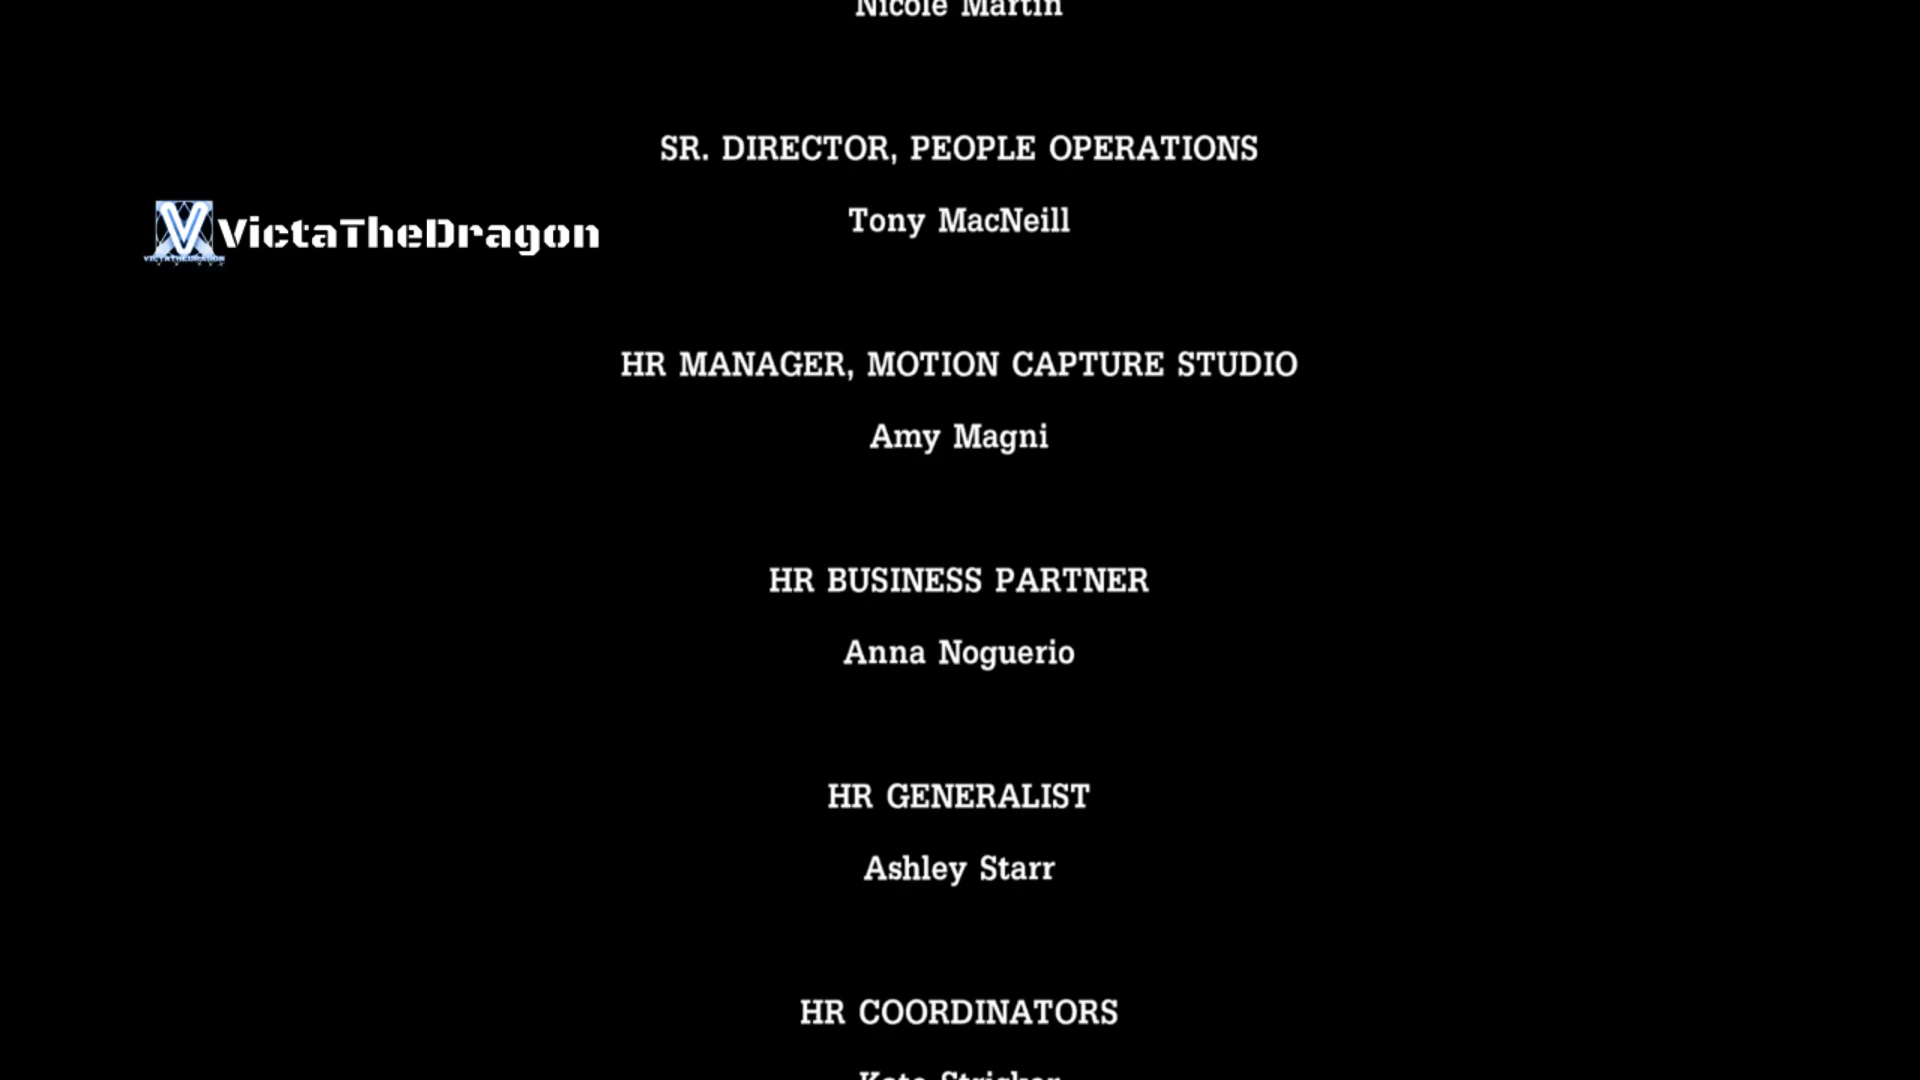 Nicole Martin
SR. DIRECTOR, PEOPLE OPERATIONS
Tony MacNeill
VictaTheDragon
VICTATHEDRAGON
HR MANAGER, MOTION CAPTURE STUDIO
Amy Magni
HR BUSINESS PARTNER
Anna Noguerio
HR GENERALIST
Ashley Starr
HR COORDINATORS